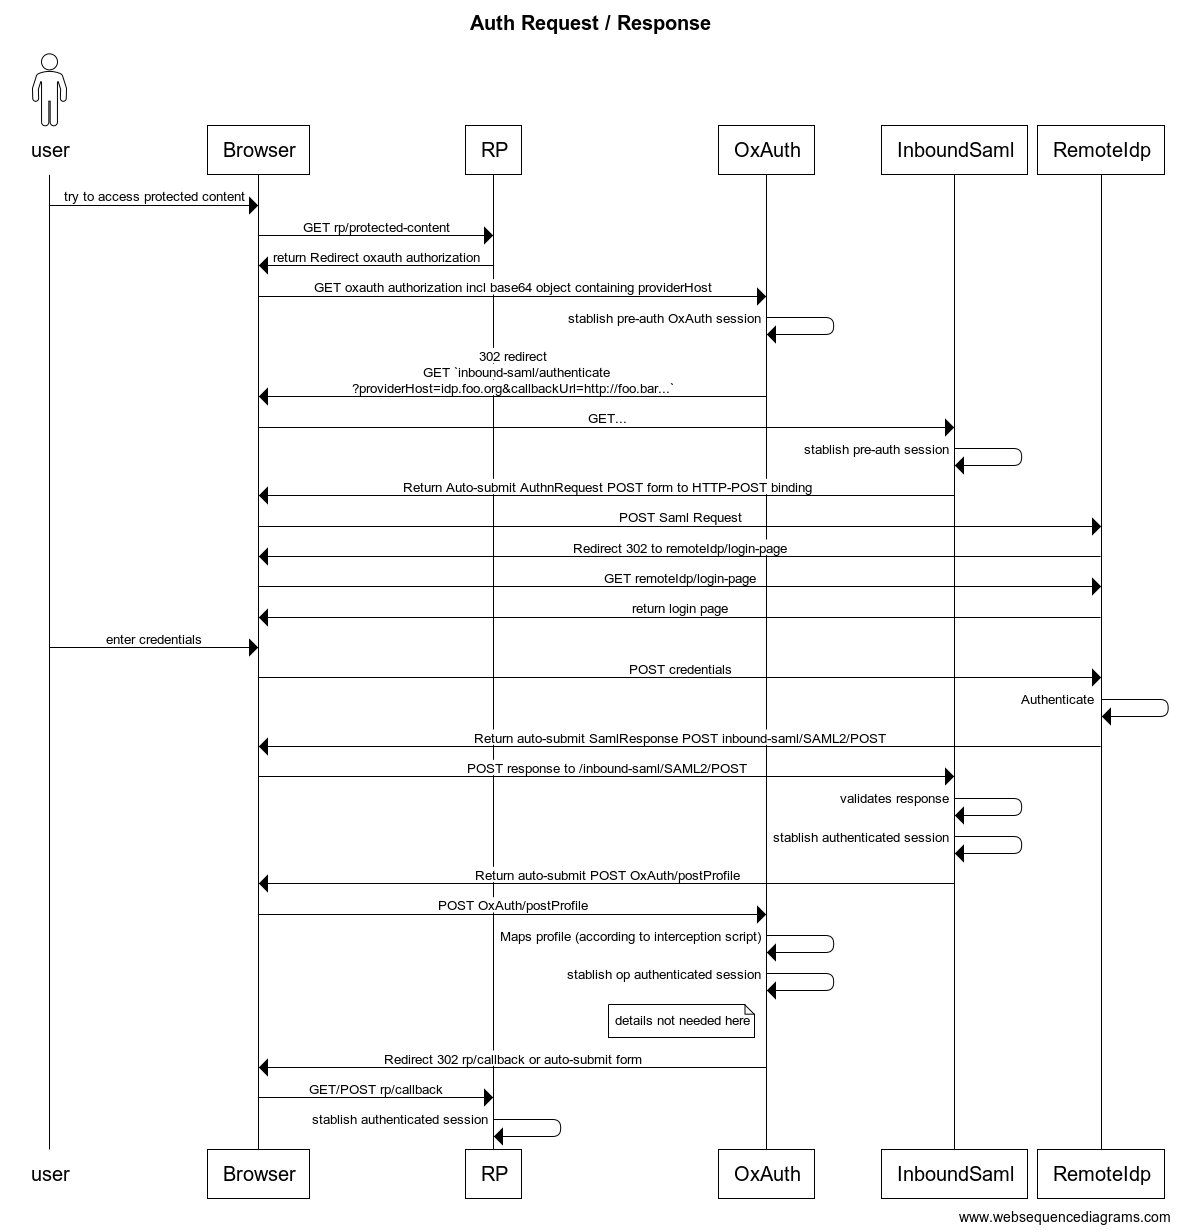 Auth Request / Response
user
Browser
RP
OxAuth
InboundSaml
RemoteIdp
try to access protected content
GET rp/protected-content
return Redirect oxauth authorization
GET oxauth authorization incl base64 object containing providerHost
stablish pre-auth OxAuth session
302 redirect
GET `inbound-saml/authenticate
?providerHost=idp.foo.org&callbackUrl=http://foo.bar...`
GET...
stablish pre-auth session
Return Auto-submit AuthnRequest POST form to HTTP-POST binding
POST Saml Request
Redirect 302 to remoteIdp/login-page
GET remoteIdp/login-page
return login page
enter credentials
POST credentials
Authenticate
Return auto-submit SamlResponse POST inbound-saml/SAML2/POST
POST response to /inbound-saml/SAML2/POST
validates response
stablish authenticated session
Return auto-submit POST OxAuth/postProfile
POST OxAuth/postProfile
Maps profile (according to interception script)
stablish op authenticated session
details not needed here
Redirect 302 rp/callback or auto-submit form
GET/POST rp/callback
stablish authenticated session
user
Browser
RP
OxAuth
InboundSaml
RemoteIdp
www.websequencediagrams.com